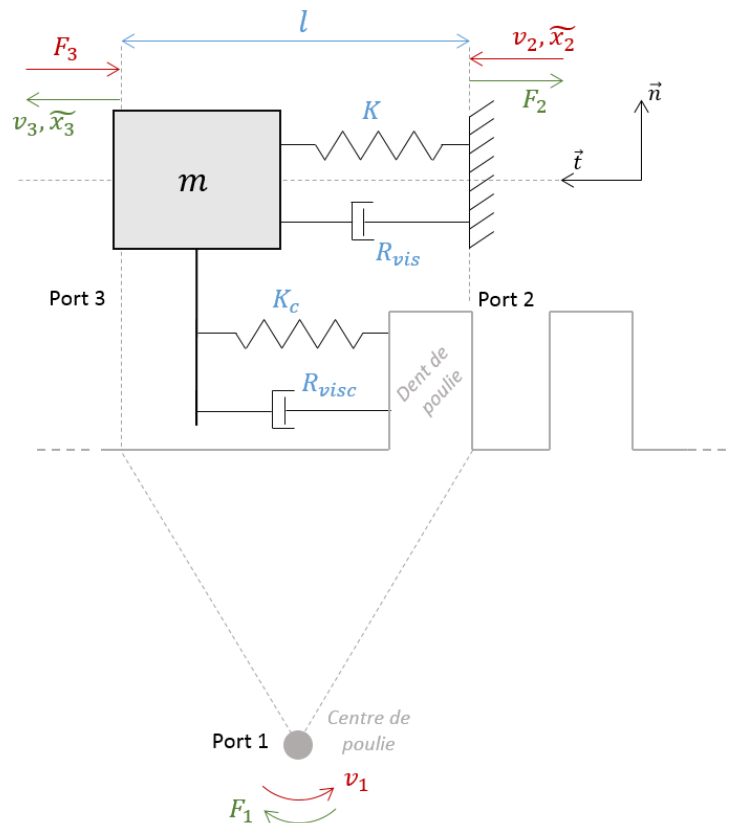 l
F₃
v₂, x̃₂
v₃, x̃₃
F₂
n⃗
K
t⃗
m
R_vis
Port 3
Port 2
K_c
Dent de
poulie
R_visc
Centre de
poulie
Port 1
v₁
F₁